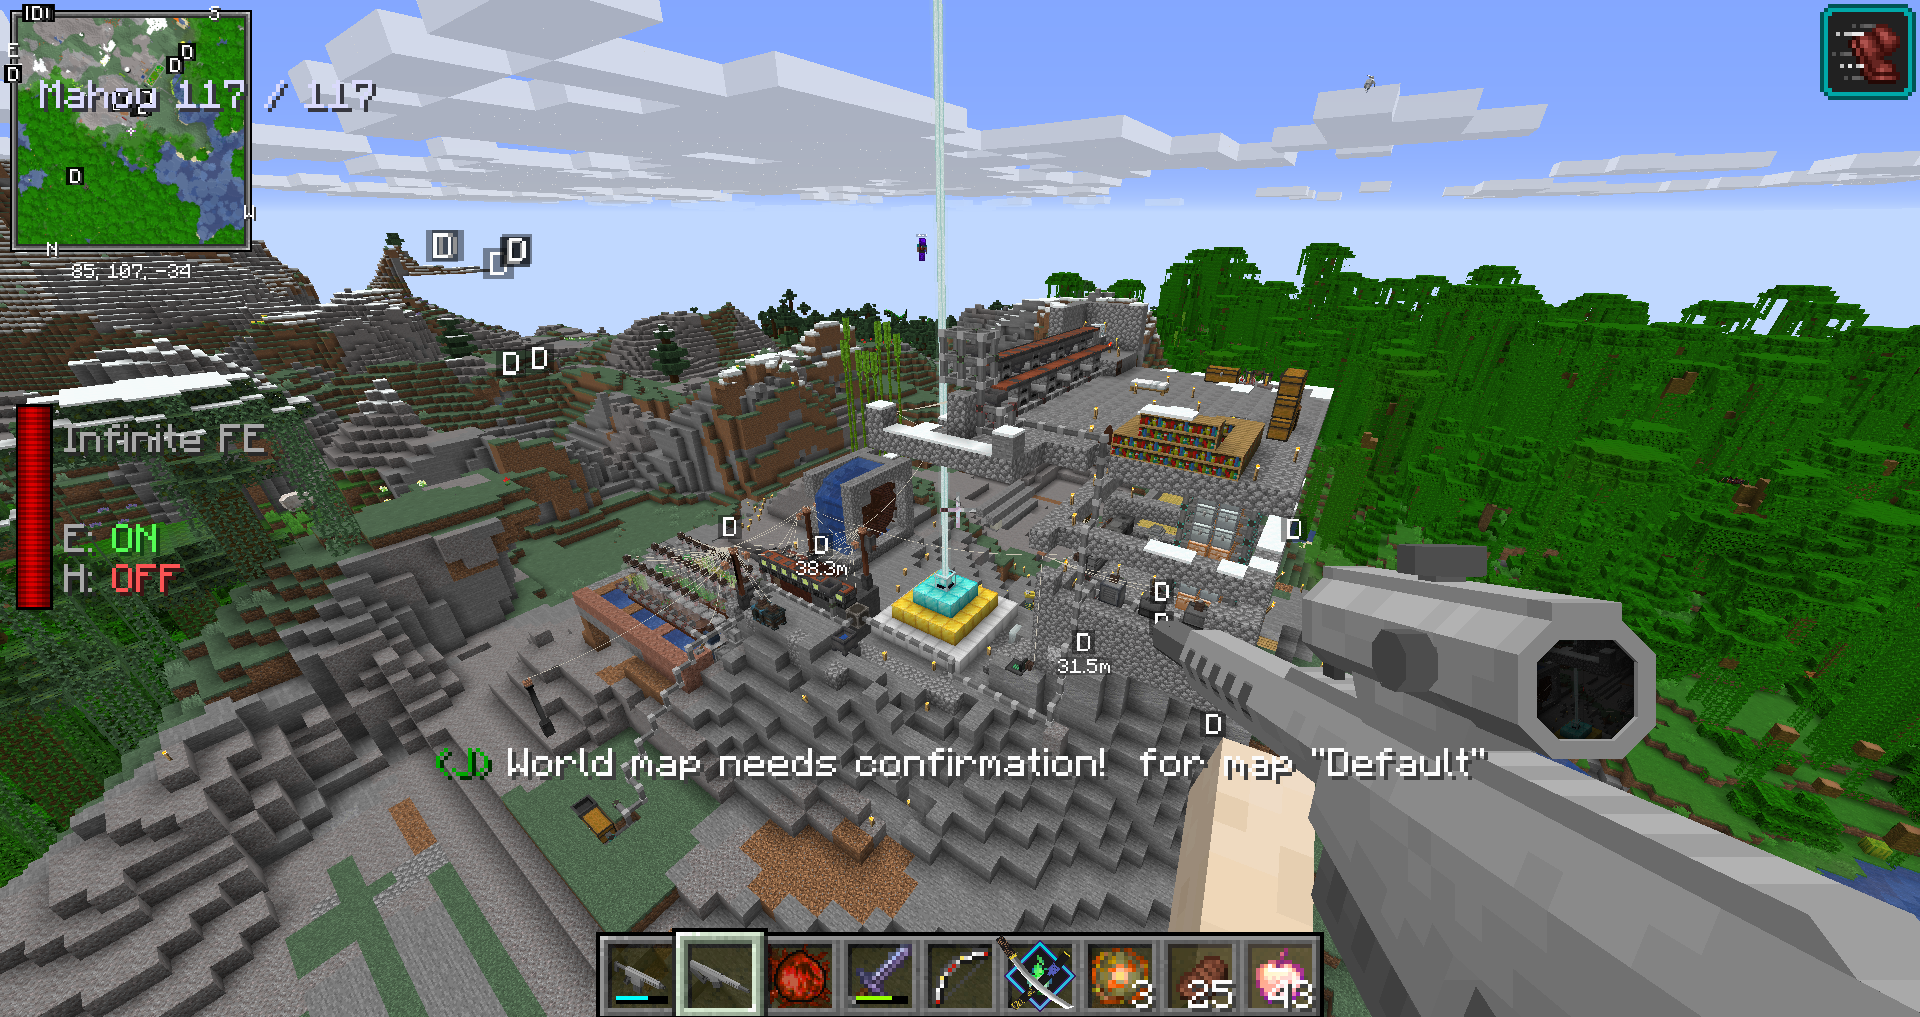 S
E
D
D
D
D
Mahou 117 / 117
D
W
N
85, 107, -34
D
D
D
D D
Infinite FE
E: ON
H: OFF
D
D
38.3m
D
D
D
31.5m
D
(J) World map needs confirmation!  for map "Default"
3
25
43